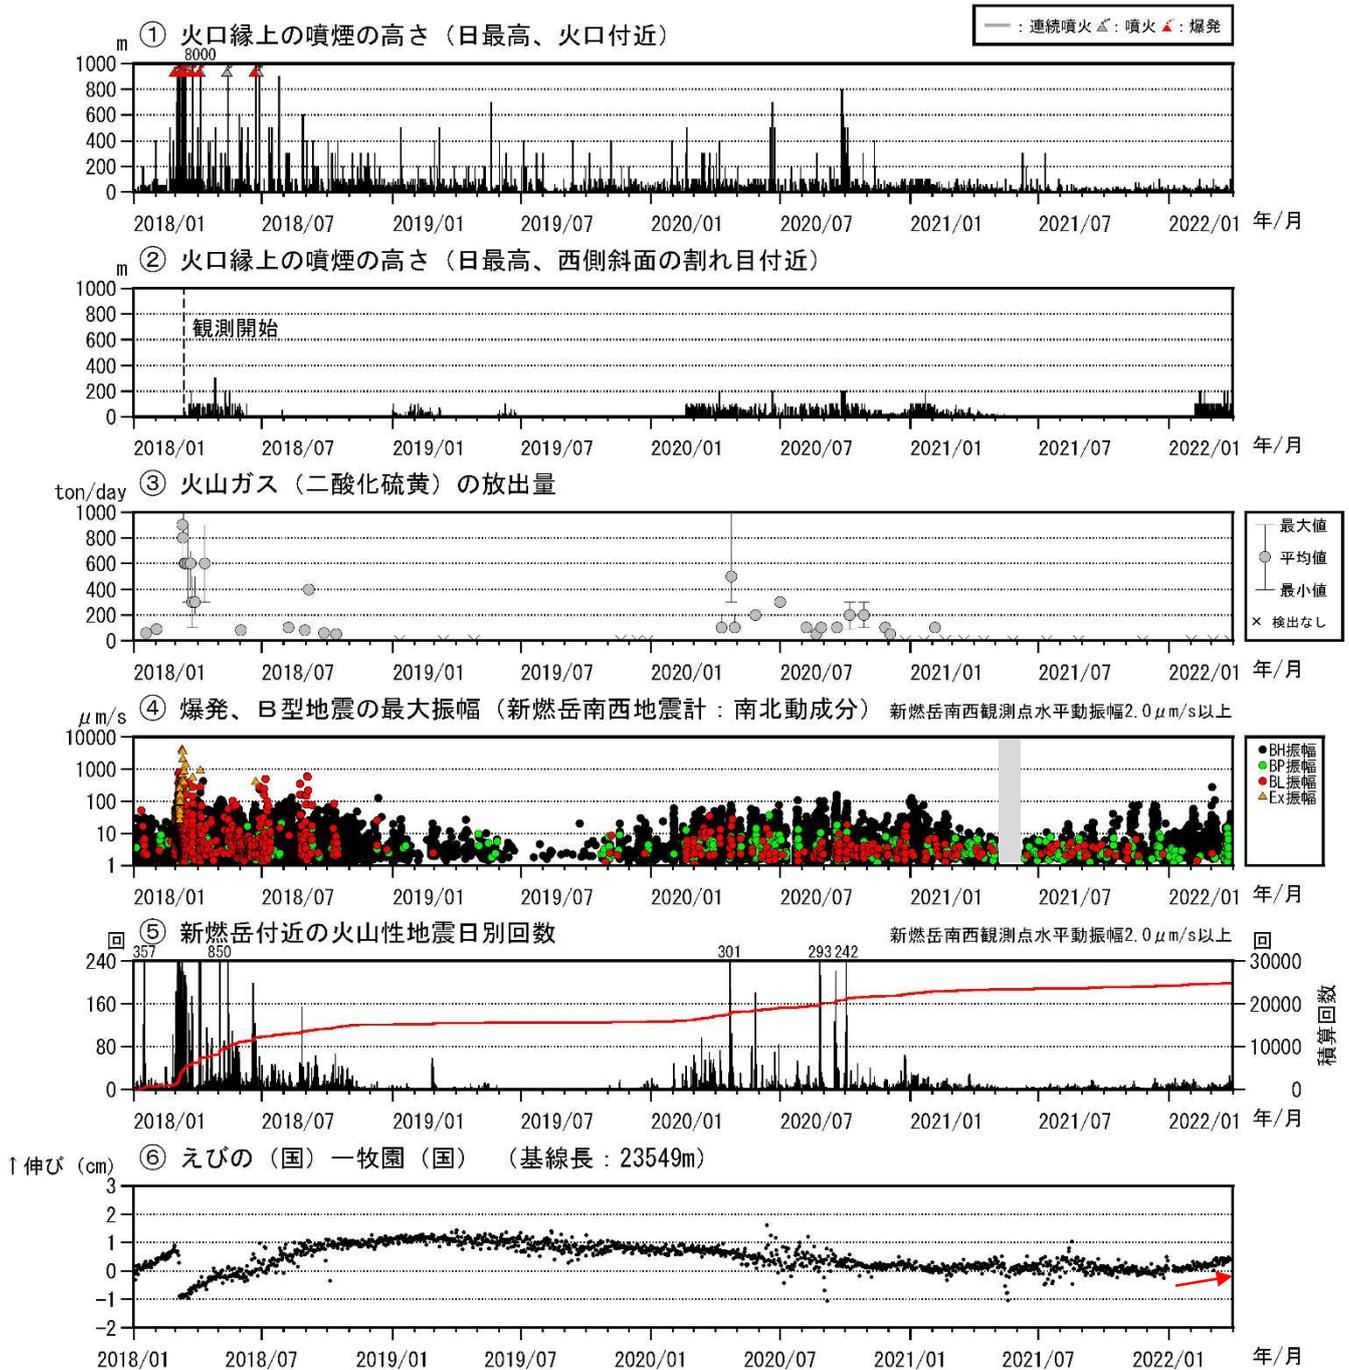 ① 火口縁上の噴煙の高さ（日最高、火口付近）
━ : 連続噴火 : 噴火 : 爆発
m
8000
1000
800
600
400
200
0
2018/01 2018/07 2019/01 2019/07 2020/01 2020/07 2021/01 2021/07 2022/01 年/月
② 火口縁上の噴煙の高さ（日最高、西側斜面の割れ目付近）
m
1000
800
600
400
200
0
観測開始
2018/01 2018/07 2019/01 2019/07 2020/01 2020/07 2021/01 2021/07 2022/01 年/月
③ 火山ガス（二酸化硫黄）の放出量
ton/day
1000
800
600
400
200
0
最大値
平均値
最小値
× 検出なし
2018/01 2018/07 2019/01 2019/07 2020/01 2020/07 2021/01 2021/07 2022/01 年/月
④ 爆発、Ｂ型地震の最大振幅（新燃岳南西地震計：南北動成分） 新燃岳南西観測点水平動振幅2.0μm/s以上
μm/s
10000
1000
100
10
1
BH振幅
BP振幅
BL振幅
Ex振幅
2018/01 2018/07 2019/01 2019/07 2020/01 2020/07 2021/01 2021/07 2022/01 年/月
⑤ 新燃岳付近の火山性地震日別回数 新燃岳南西観測点水平動振幅2.0μm/s以上
回 回
357 850 301 293 242
240 30000
160 20000
80 10000
0 0
積算回数
2018/01 2018/07 2019/01 2019/07 2020/01 2020/07 2021/01 2021/07 2022/01 年/月
⑥ えびの（国）－牧園（国） （基線長：23549m）
↑伸び（cm）
3
2
1
0
-1
-2
2018/01 2018/07 2019/01 2019/07 2020/01 2020/07 2021/01 2021/07 2022/01 年/月